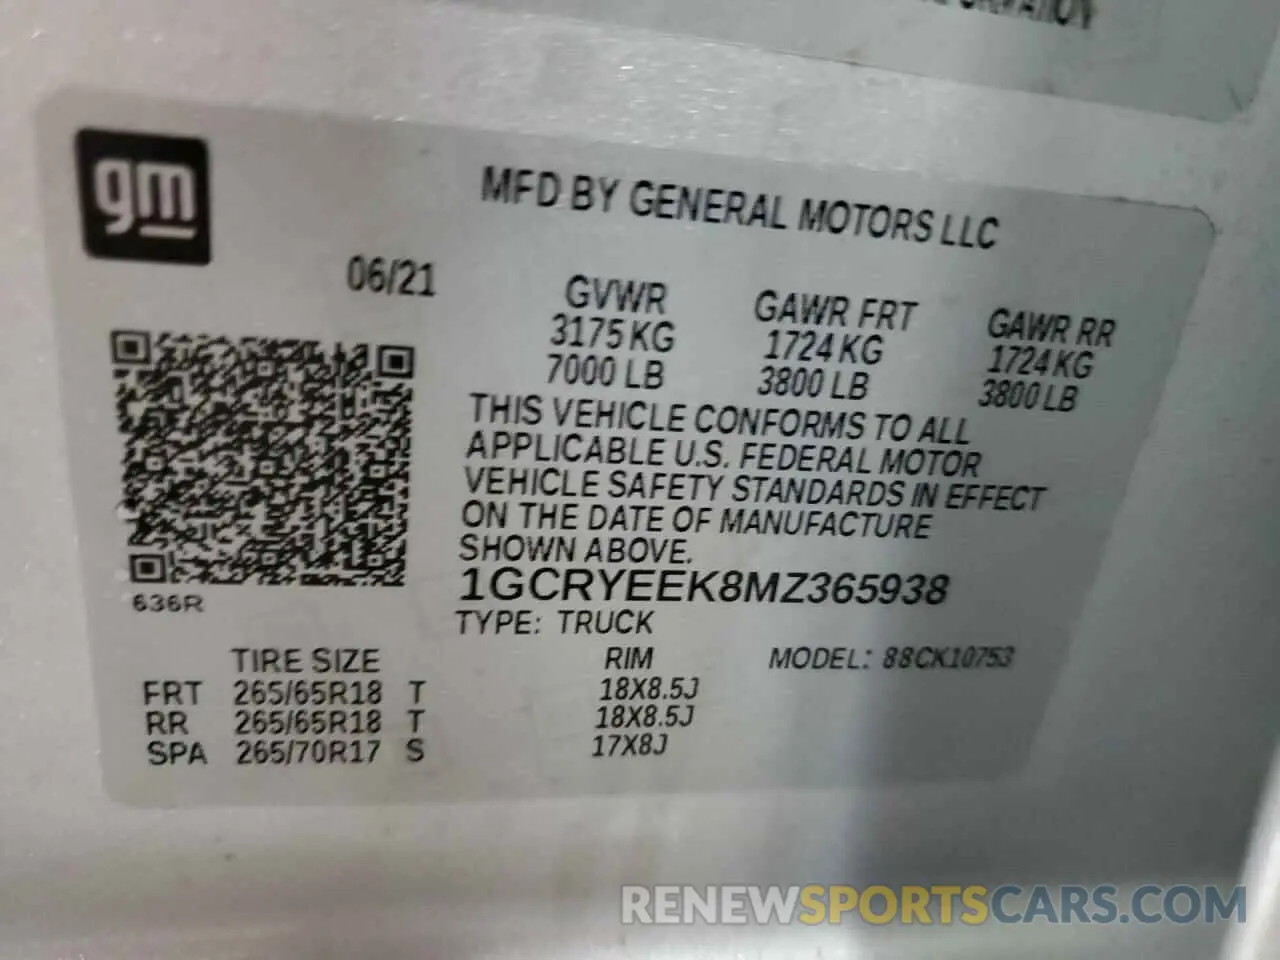 gm
MFD BY GENERAL MOTORS LLC
06/21
GVWR GAWR FRT GAWR RR
3175 KG 1724 KG 1724 KG
7000 LB 3800 LB 3800 LB
THIS VEHICLE CONFORMS TO ALL
APPLICABLE U.S. FEDERAL MOTOR
VEHICLE SAFETY STANDARDS IN EFFECT
ON THE DATE OF MANUFACTURE
SHOWN ABOVE.
1GCRYEEK8MZ365938
636R
TYPE: TRUCK
TIRE SIZE RIM MODEL: 88CK10753
FRT 265/65R18 T 18X8.5J
RR 265/65R18 T 18X8.5J
SPA 265/70R17 S 17X8J
RENEWSPORTSCARS.COM